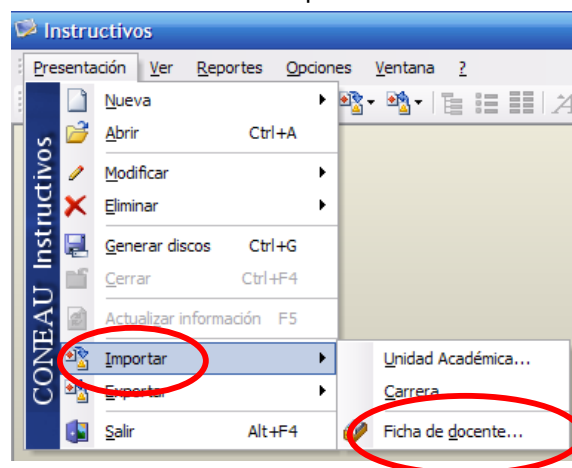 Instructivos
Presentación Ver Reportes Opciones Ventana ?
CONEAU Instructivos
Nueva
Abrir Ctrl+A
Modificar
Eliminar
Generar discos Ctrl+G
Cerrar Ctrl+F4
Actualizar información F5
Importar
Exportar
Salir Alt+F4
Unidad Académica...
Carrera...
Ficha de docente...